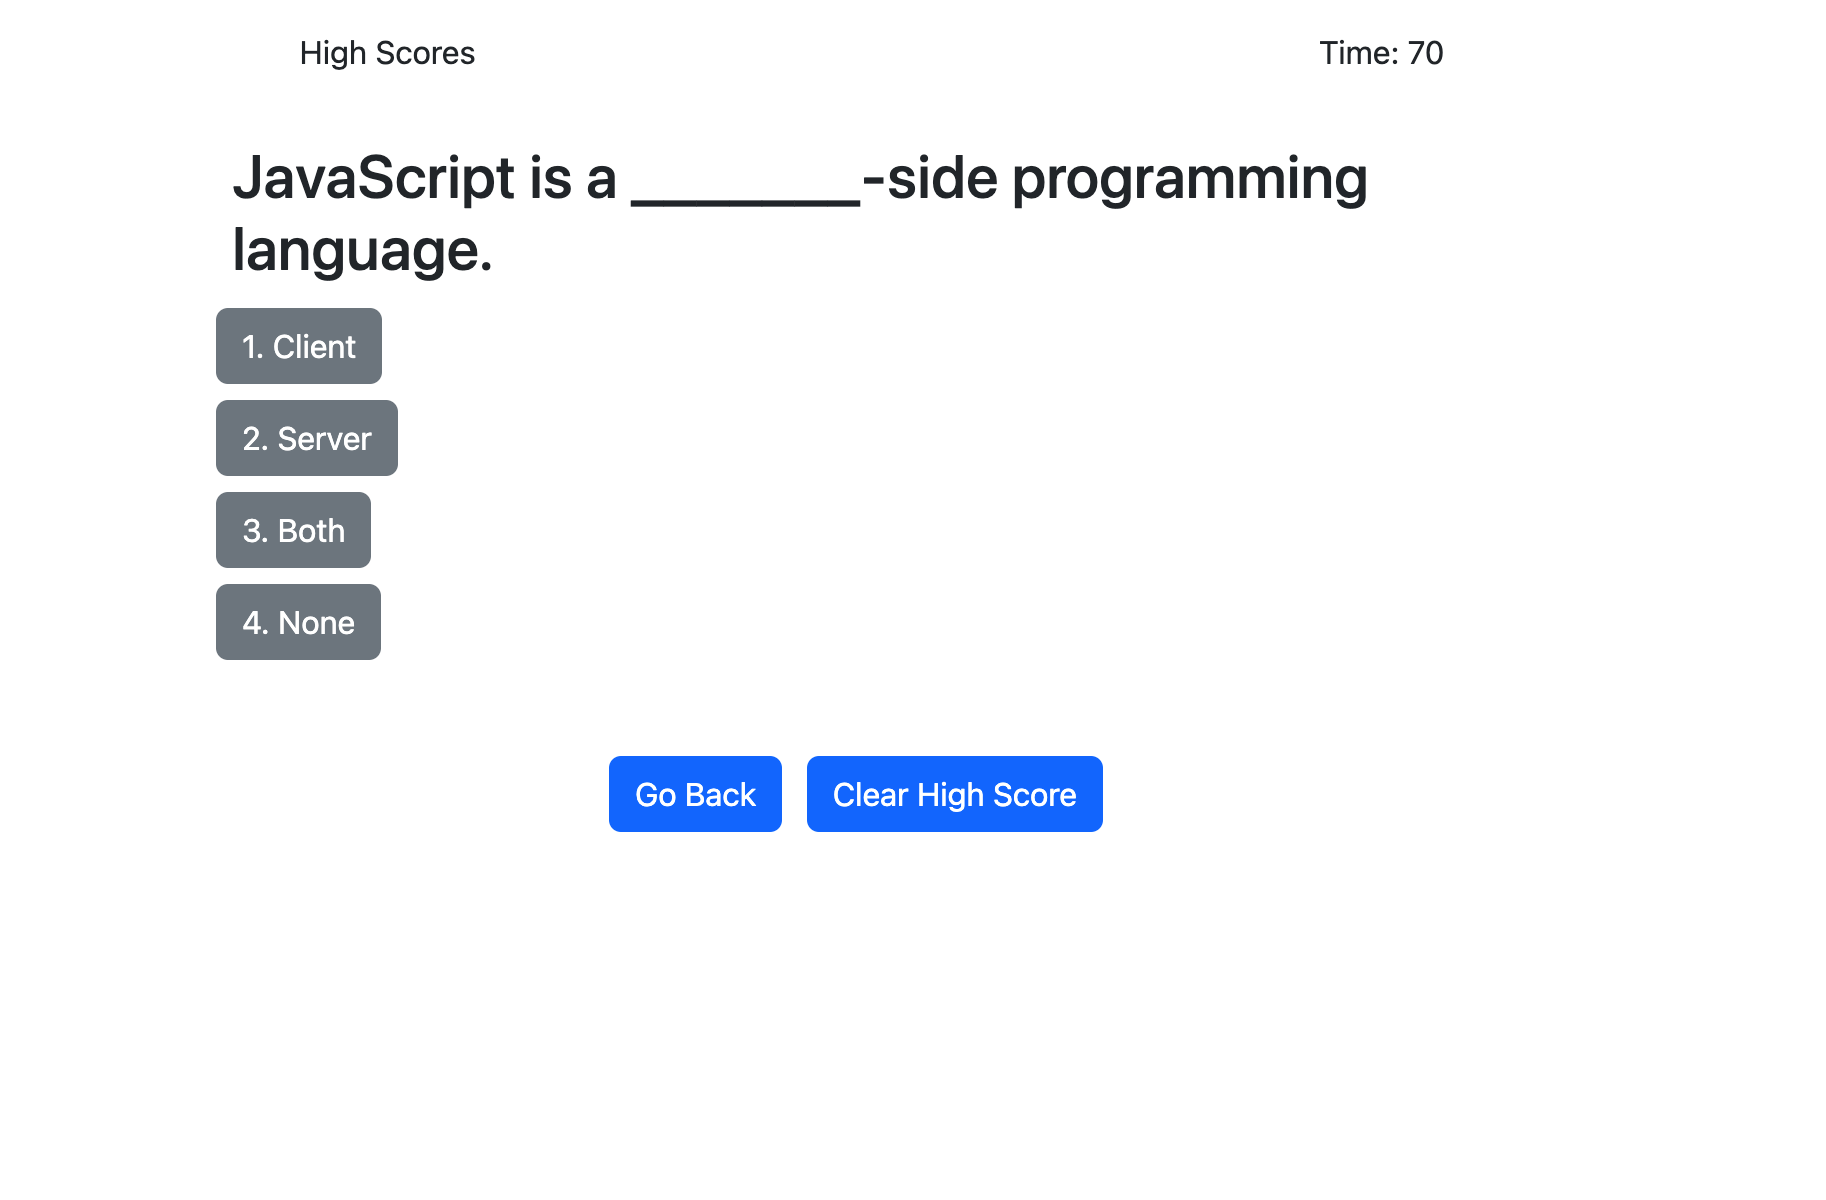 High Scores
Time: 70
JavaScript is a _______-side programming
language.
1. Client
2. Server
3. Both
4. None
Go Back
Clear High Score